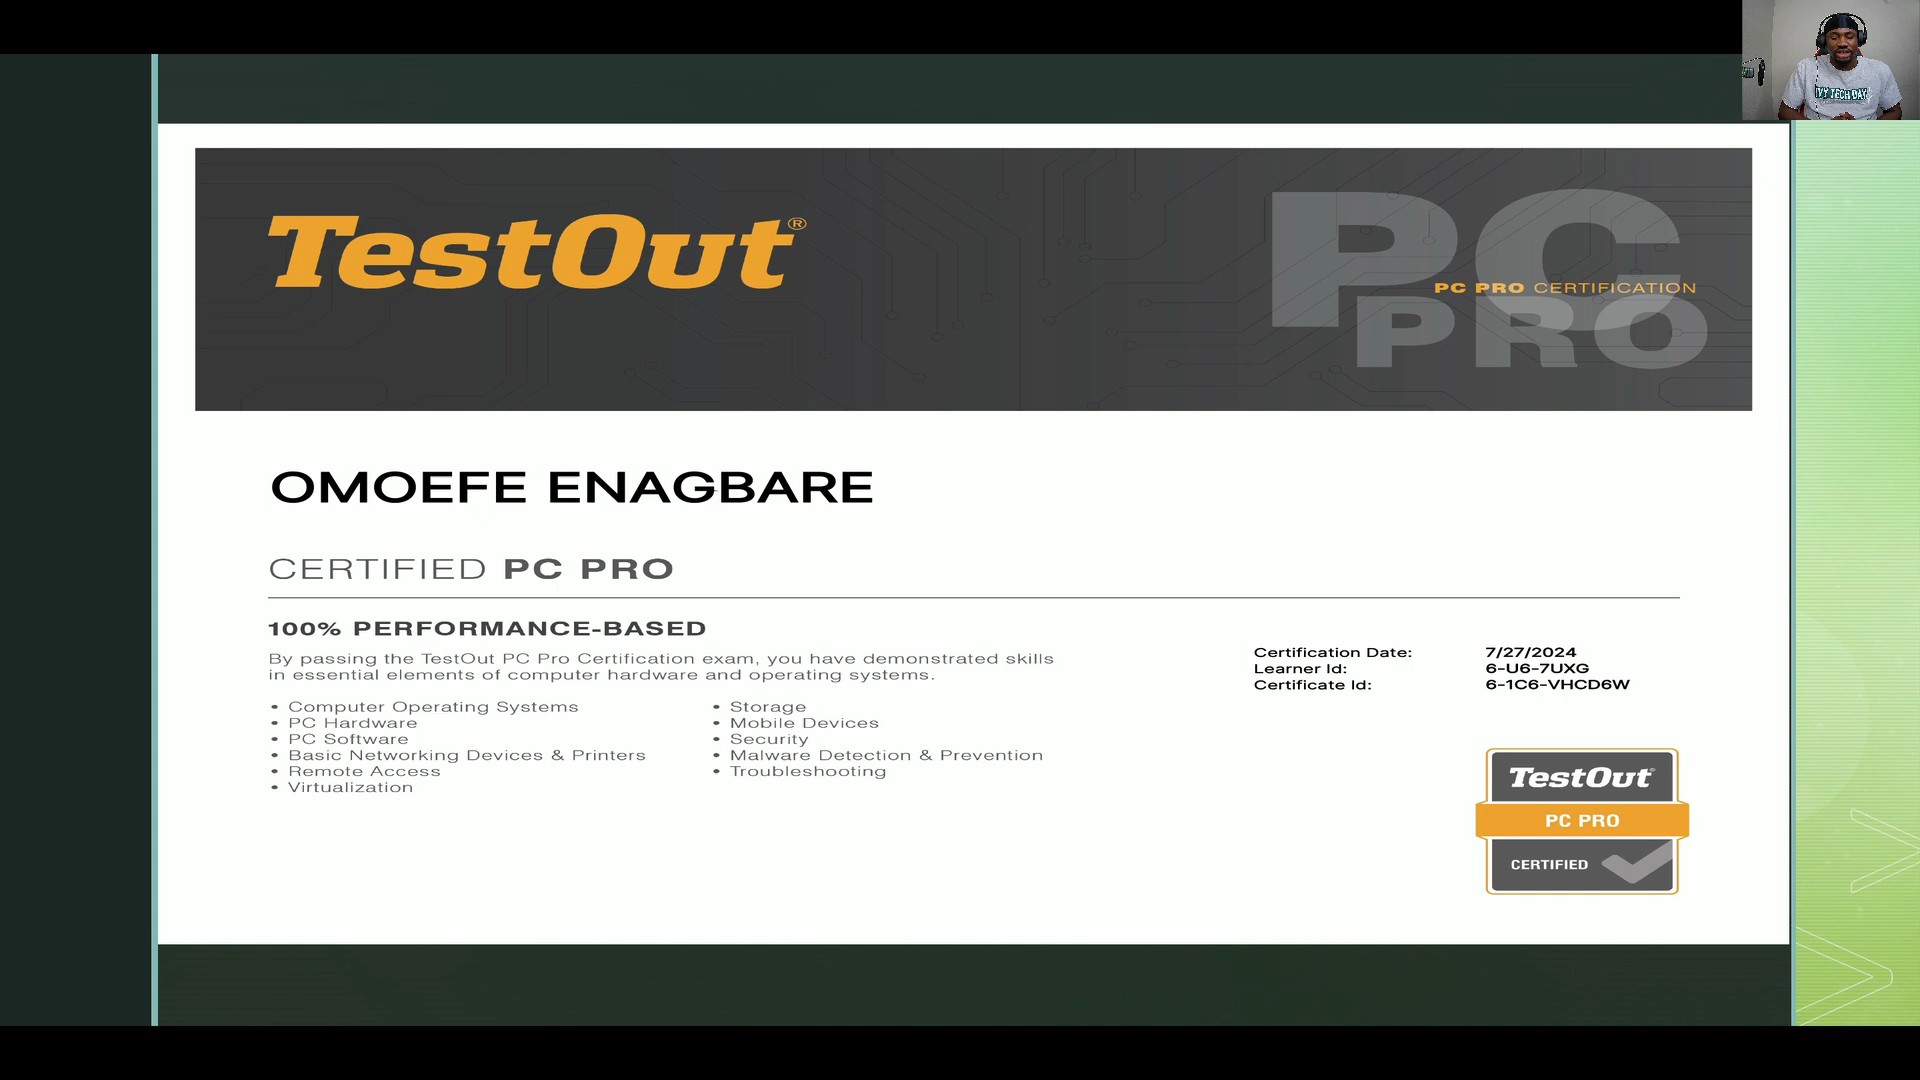 TestOut®
PC
PC PRO CERTIFICATION
PRO
OMOEFE ENAGBARE
CERTIFIED PC PRO
100% PERFORMANCE-BASED
By passing the TestOut PC Pro Certification exam, you have demonstrated skills
in essential elements of computer hardware and operating systems.
• Computer Operating Systems
• PC Hardware
• PC Software
• Basic Networking Devices & Printers
• Remote Access
• Virtualization
• Storage
• Mobile Devices
• Security
• Malware Detection & Prevention
• Troubleshooting
Certification Date: 7/27/2024
Learner Id: 6-U6-7UXG
Certificate Id: 6-1C6-VHCD6W
TestOut®
PC PRO
CERTIFIED
IVY TECH DAY